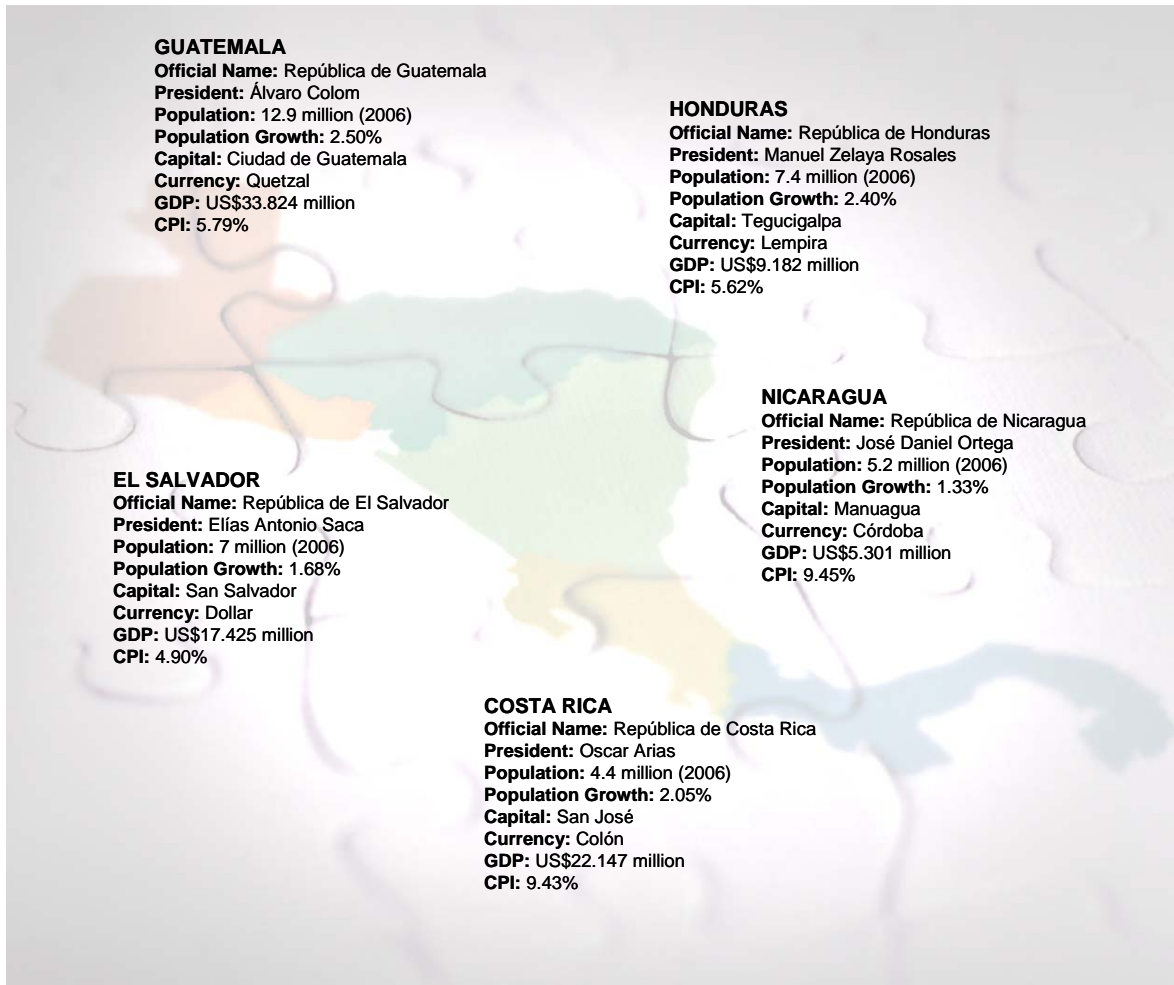 GUATEMALA
Official Name: República de Guatemala
President: Álvaro Colom
Population: 12.9 million (2006)
Population Growth: 2.50%
Capital: Ciudad de Guatemala
Currency: Quetzal
GDP: US$33.824 million
CPI: 5.79%
HONDURAS
Official Name: República de Honduras
President: Manuel Zelaya Rosales
Population: 7.4 million (2006)
Population Growth: 2.40%
Capital: Tegucigalpa
Currency: Lempira
GDP: US$9.182 million
CPI: 5.62%
NICARAGUA
Official Name: República de Nicaragua
President: José Daniel Ortega
Population: 5.2 million (2006)
Population Growth: 1.33%
Capital: Manuagua
Currency: Córdoba
GDP: US$5.301 million
CPI: 9.45%
EL SALVADOR
Official Name: República de El Salvador
President: Elías Antonio Saca
Population: 7 million (2006)
Population Growth: 1.68%
Capital: San Salvador
Currency: Dollar
GDP: US$17.425 million
CPI: 4.90%
COSTA RICA
Official Name: República de Costa Rica
President: Oscar Arias
Population: 4.4 million (2006)
Population Growth: 2.05%
Capital: San José
Currency: Colón
GDP: US$22.147 million
CPI: 9.43%